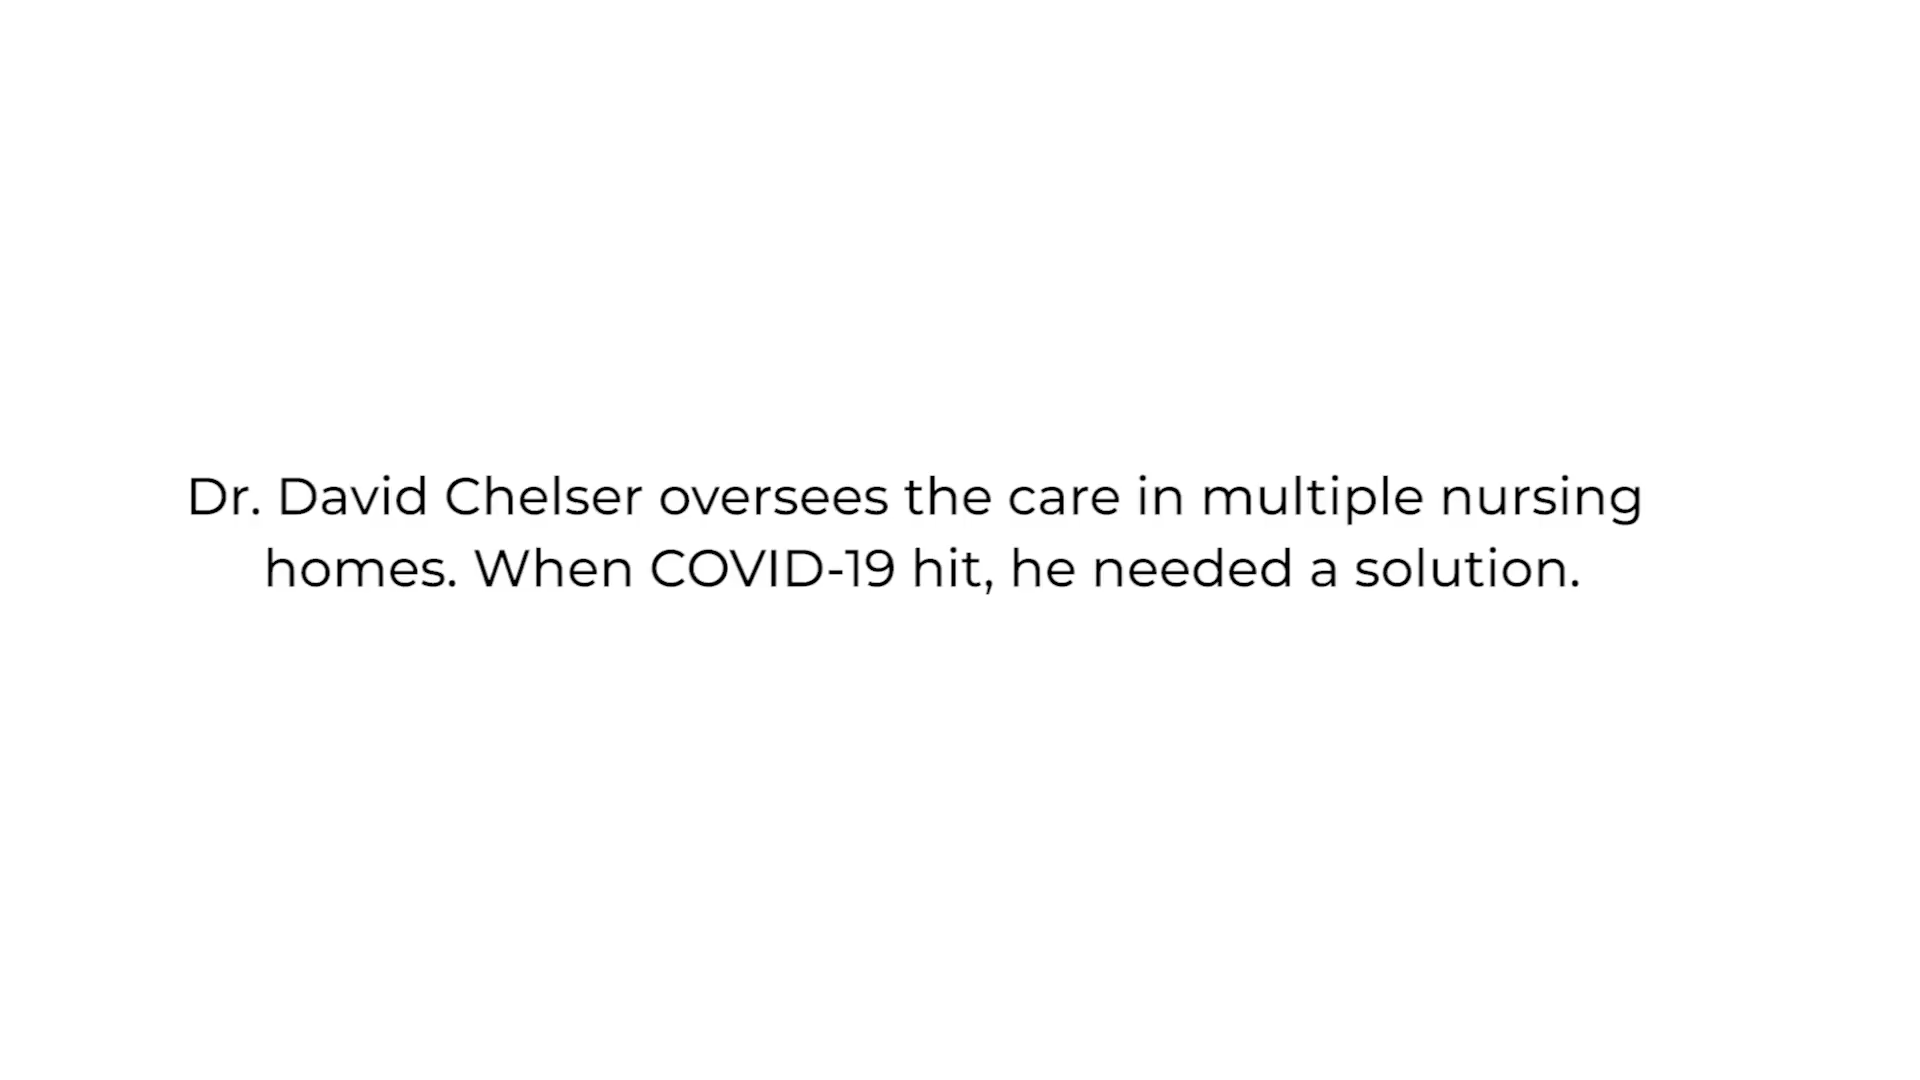 Dr. David Chelser oversees the care in multiple nursing
homes. When COVID-19 hit, he needed a solution.